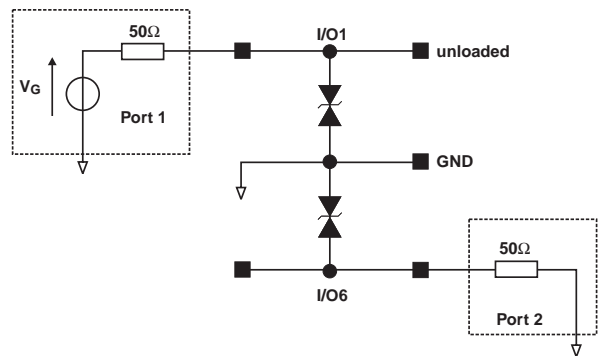 50Ω
VG
Port 1
I/O1
unloaded
GND
I/O6
50Ω
Port 2